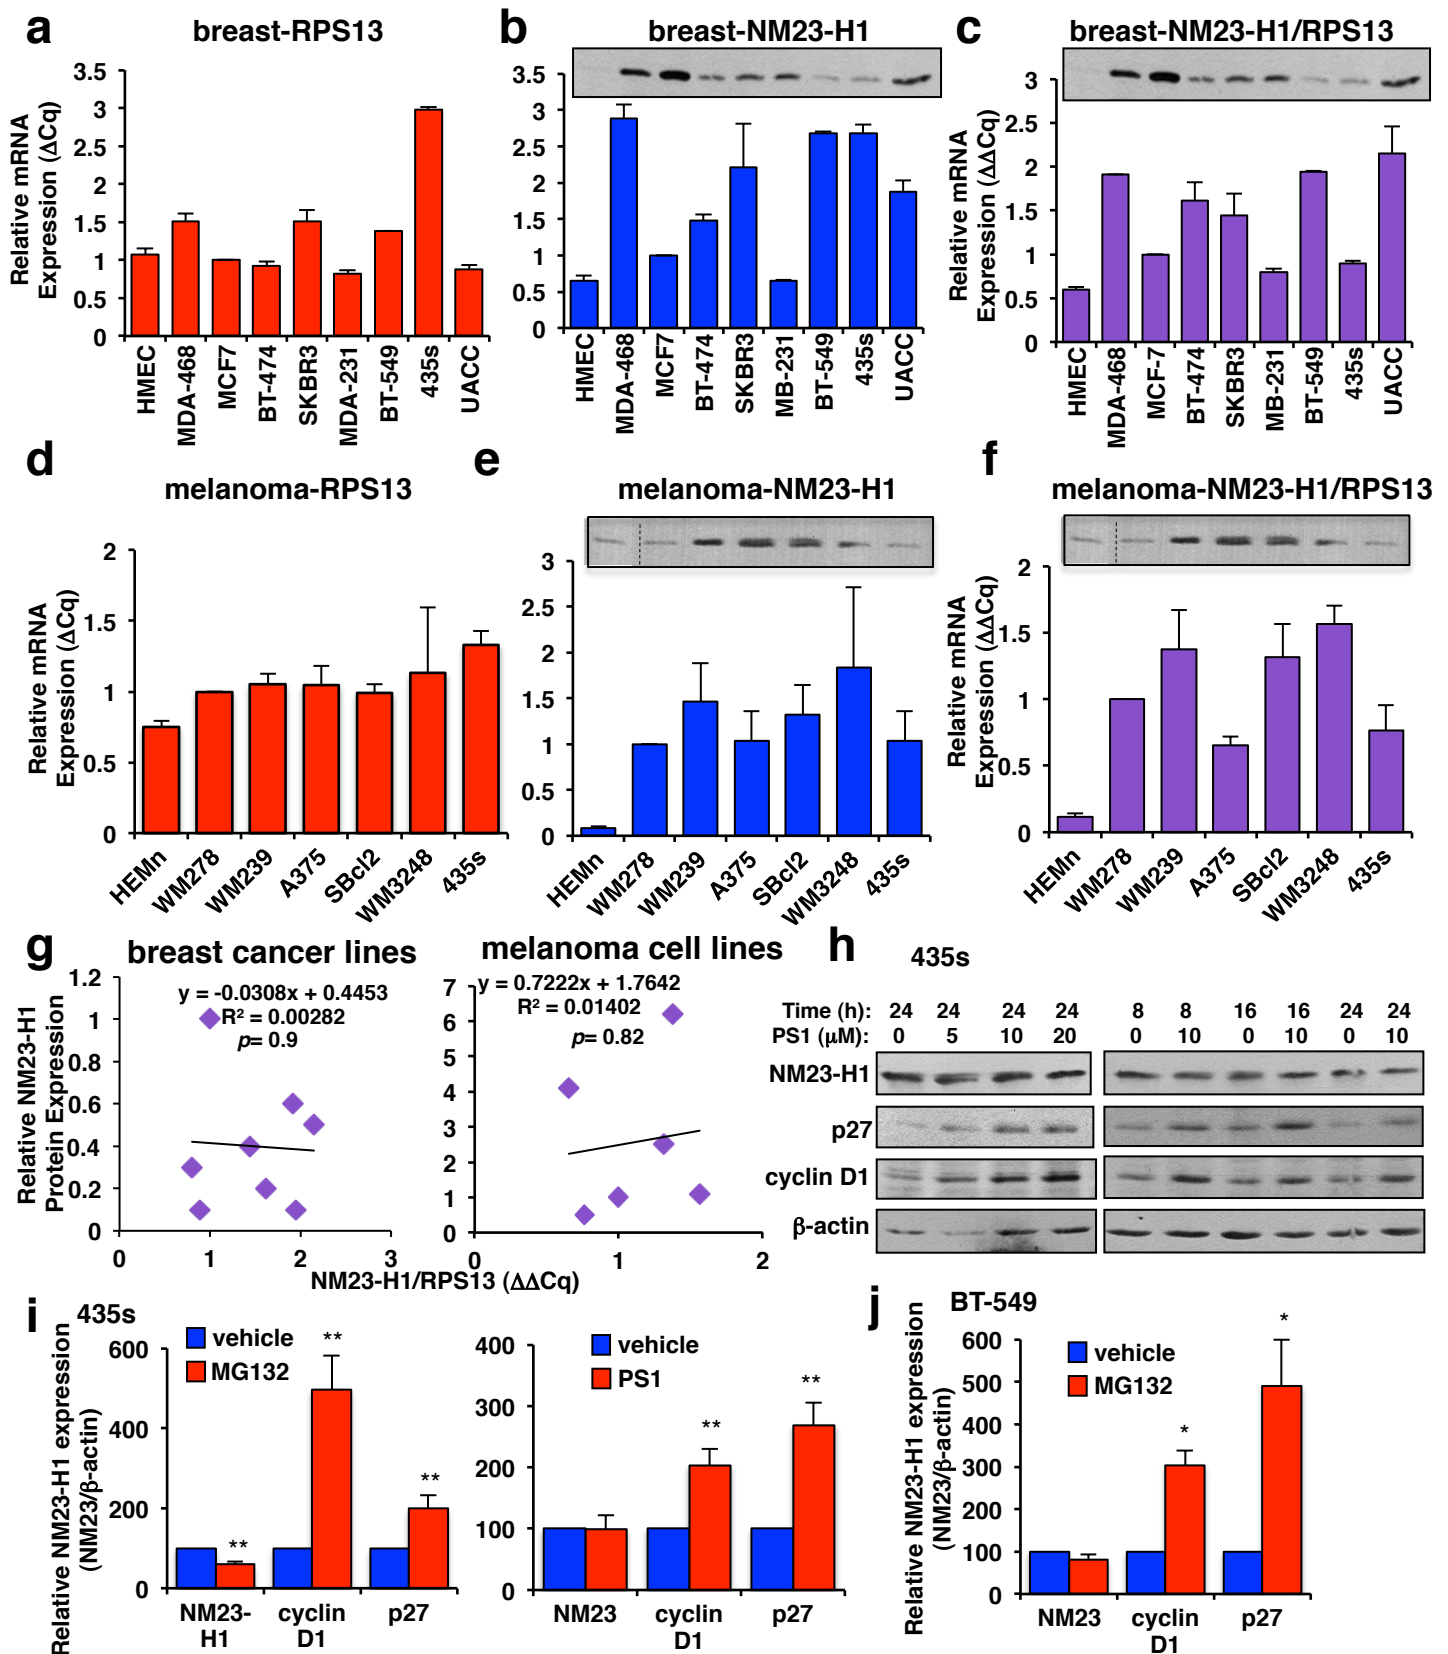 a
breast-RPS13
Relative mRNA
Expression (ΔCq)
3.5
3
2.5
2
1.5
1
0.5
0
HMEC
MDA-468
MCF7
BT-474
SKBR3
MDA-231
BT-549
435s
UACC
b
breast-NM23-H1
3.5
3
2.5
2
1.5
1
0.5
0
HMEC
MDA-468
MCF7
BT-474
SKBR3
MB-231
BT-549
435s
UACC
c
breast-NM23-H1/RPS13
Relative mRNA
Expression (ΔΔCq)
3
2.5
2
1.5
1
0.5
0
HMEC
MDA-468
MCF-7
BT-474
SKBR3
MB-231
BT-549
435s
UACC
d
melanoma-RPS13
Relative mRNA
Expression (ΔCq)
2
1.5
1
0.5
0
HEMn
WM278
WM239
A375
SBcl2
WM3248
435s
e
melanoma-NM23-H1
3
2.5
2
1.5
1
0.5
0
HEMn
WM278
WM239
A375
SBcl2
WM3248
435s
f
melanoma-NM23-H1/RPS13
Relative mRNA
Expression (ΔΔCq)
2
1.5
1
0.5
0
HEMn
WM278
WM239
A375
SBcl2
WM3248
435s
g
breast cancer lines
y = -0.0308x + 0.4453
R² = 0.00282
p= 0.9
Relative NM23-H1
Protein Expression
1.2
1
0.8
0.6
0.4
0.2
0
0 1 2 3
melanoma cell lines
y = 0.7222x + 1.7642
R² = 0.01402
p= 0.82
7
6
5
4
3
2
1
0
0 1 2
NM23-H1/RPS13 (ΔΔCq)
h
435s
Time (h): 24 24 24 24 8 8 16 16 24 24
PS1 (μM): 0 5 10 20 0 10 0 10 0 10
NM23-H1
p27
cyclin D1
β-actin
i
435s
Relative NM23-H1 expression
(NM23/β-actin)
vehicle
MG132
600
400
200
0
**
**
**
NM23-
H1
cyclin
D1
p27
vehicle
PS1
400
300
200
100
0
**
**
NM23
cyclin
D1
p27
j
BT-549
Relative NM23-H1 expression
(NM23/β-actin)
vehicle
MG132
600
500
400
300
200
100
0
*
*
NM23
cyclin
D1
p27